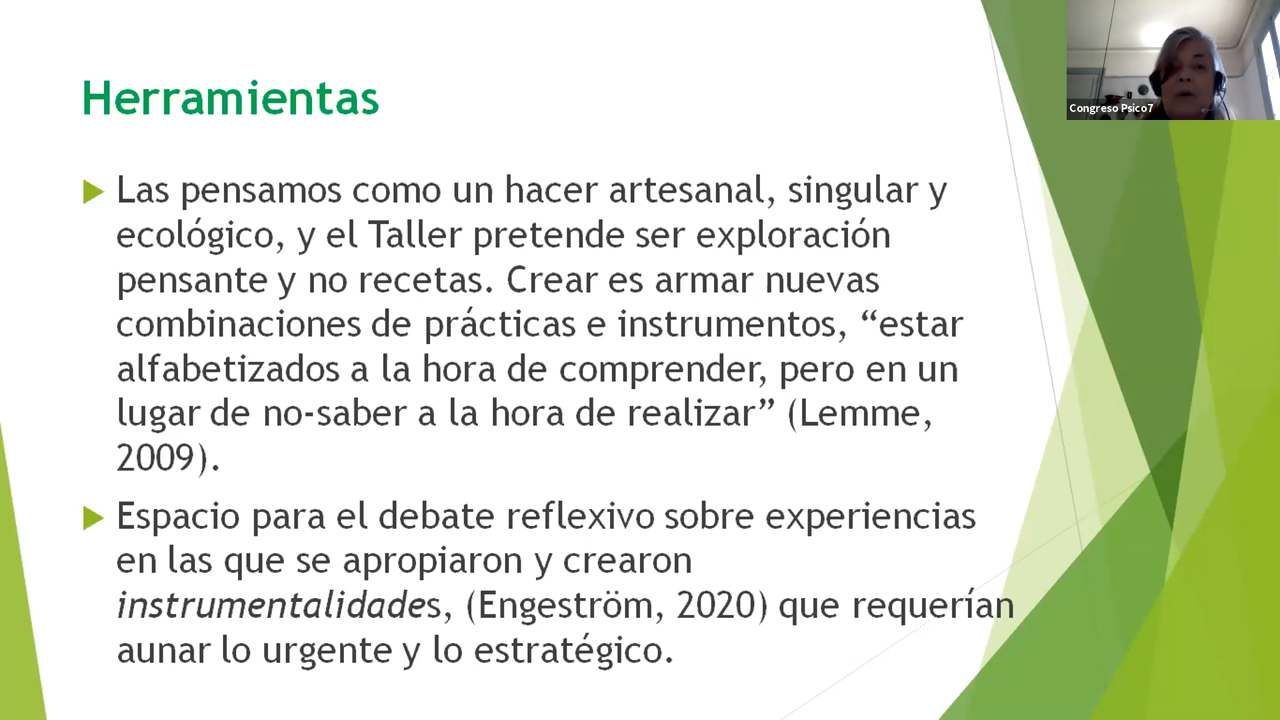 Herramientas
Congreso Psico7
Las pensamos como un hacer artesanal, singular y
ecológico, y el Taller pretende ser exploración
pensante y no recetas. Crear es armar nuevas
combinaciones de prácticas e instrumentos, “estar
alfabetizados a la hora de comprender, pero en un
lugar de no-saber a la hora de realizar” (Lemme,
2009).
Espacio para el debate reflexivo sobre experiencias
en las que se apropiaron y crearon
instrumentalidades, (Engeström, 2020) que requerían
aunar lo urgente y lo estratégico.